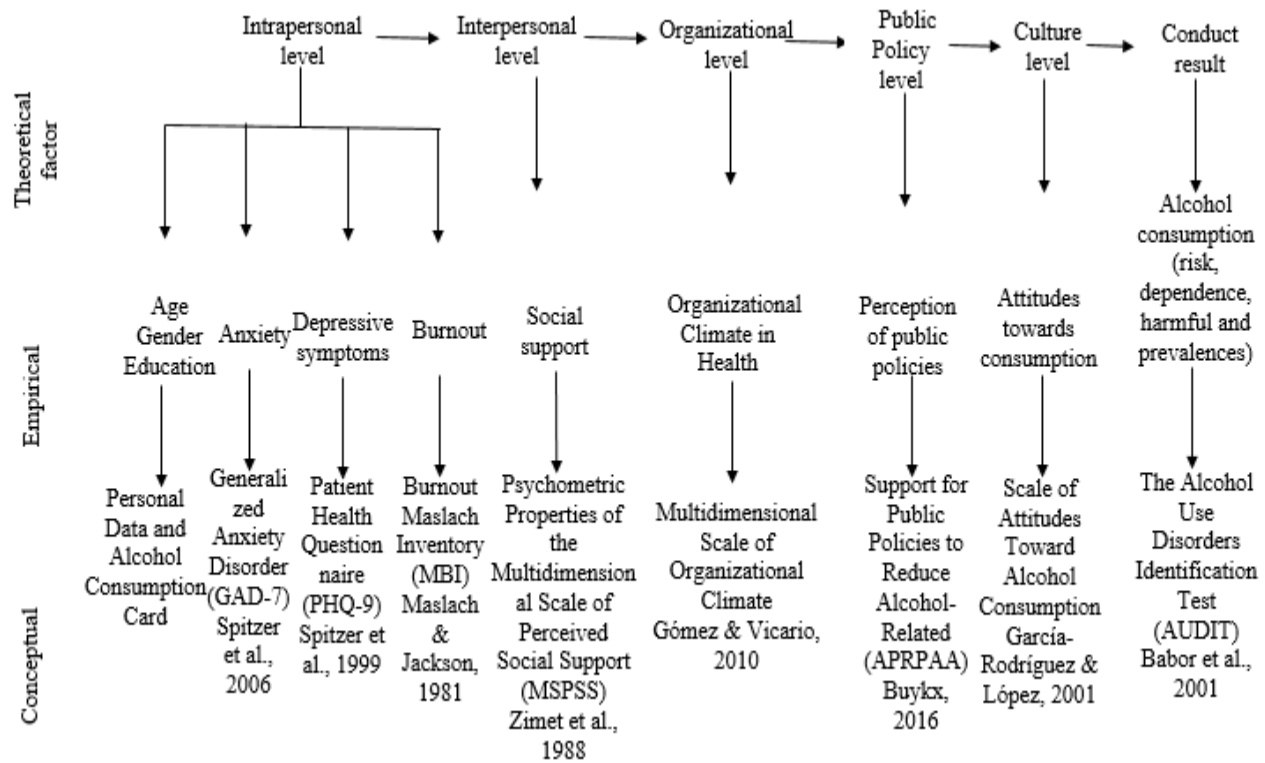 Intrapersonal
level
Interpersonal
level
Organizational
level
Public
Policy
level
Culture
level
Conduct
result
Theoretical
factor
Alcohol
consumption
(risk,
dependence,
harmful and
prevalences)
Empirical
Age
Gender
Education
Anxiety
Depressive
symptoms
Burnout
Social
support
Organizational
Climate in
Health
Perception
of public
policies
Attitudes
towards
consumption
Conceptual
Personal
Data and
Alcohol
Consumption
Card
Generali
zed
Anxiety
Disorder
(GAD-7)
Spitzer
et al.,
2006
Patient
Health
Question
naire
(PHQ-9)
Spitzer et
al., 1999
Burnout
Maslach
Inventory
(MBI)
Maslach
&
Jackson,
1981
Psychometric
Properties of
the
Multidimension
al Scale of
Perceived
Social Support
(MSPSS)
Zimet et al.,
1988
Multidimensional
Scale of
Organizational
Climate
Gómez & Vicario,
2010
Support for
Public
Policies to
Reduce
Alcohol-
Related
(APRPAA)
Buykx,
2016
Scale of
Attitudes
Toward
Alcohol
Consumption
García-
Rodríguez &
López, 2001
The Alcohol
Use
Disorders
Identification
Test
(AUDIT)
Babor et al.,
2001